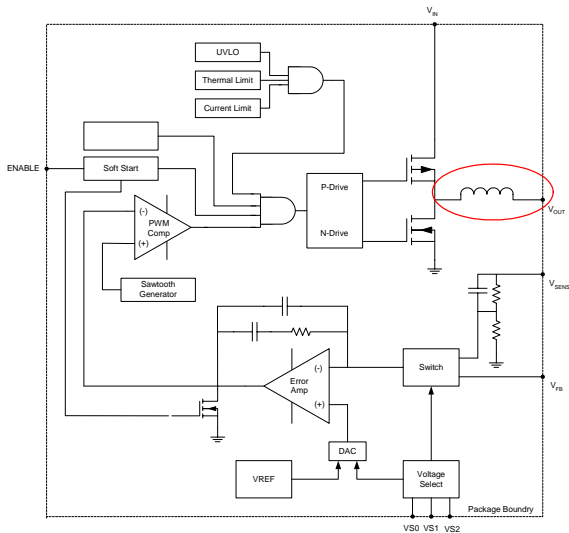 VIN
UVLO
Thermal Limit
Current Limit
ENABLE
Soft Start
P-Drive
N-Drive
VOUT
(-)
PWM
Comp
(+)
Sawtooth
Generator
VSENS
Switch
VFB
(-)
Error
Amp
(+)
DAC
VREF
Voltage
Select
Package Boundry
VS0 VS1 VS2